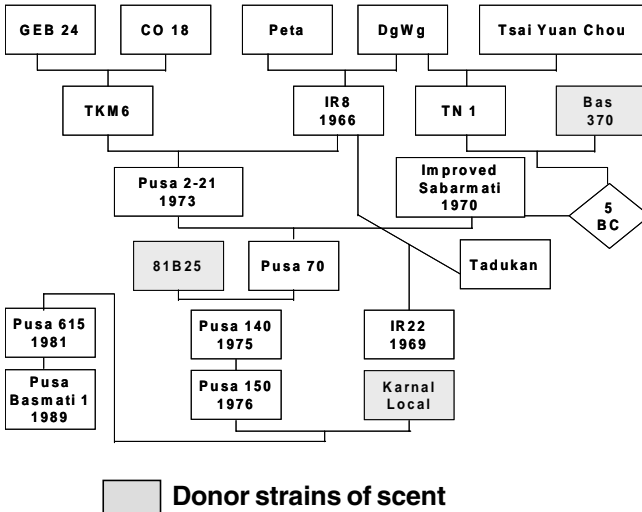 GEB 24
CO 18
Peta
DgWg
Tsai Yuan Chou
TKM6
IR8
1966
TN 1
Bas
370
Pusa 2-21
1973
Improved
Sabarmati
1970
5
BC
81B25
Pusa 70
Tadukan
Pusa 615
1981
Pusa 140
1975
IR22
1969
Pusa
Basmati 1
1989
Pusa 150
1976
Karnal
Local
Donor strains of scent